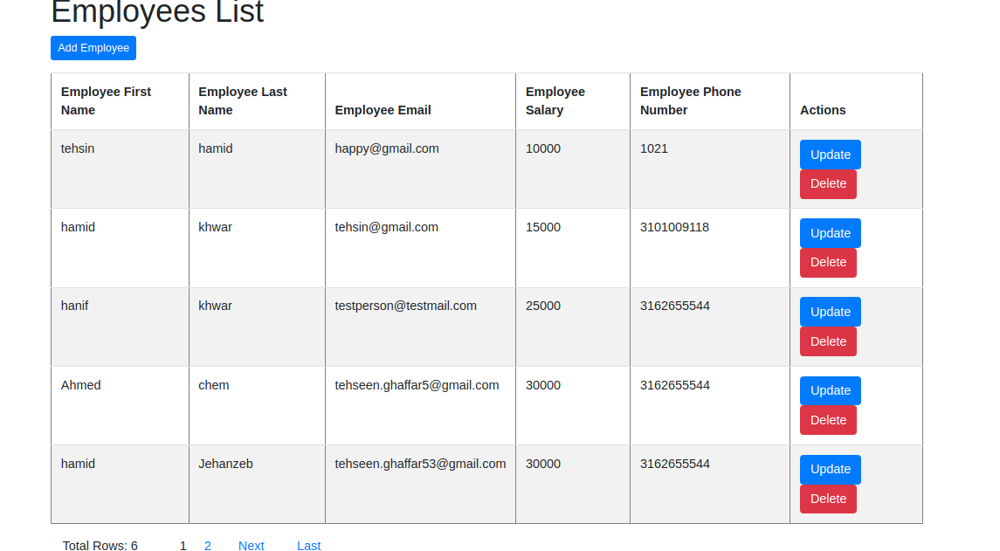 Employees List
Add Employee
Employee First Name Employee Last Name Employee Email Employee Salary Employee Phone Number Actions
tehsin hamid happy@gmail.com 10000 1021 Update
Delete
hamid khwar tehsin@gmail.com 15000 3101009118 Update
Delete
hanif khwar testperson@testmail.com 25000 3162655544 Update
Delete
Ahmed chem tehseen.ghaffar5@gmail.com 30000 3162655544 Update
Delete
hamid Jehanzeb tehseen.ghaffar53@gmail.com 30000 3162655544 Update
Delete
Total Rows: 6 1 2 Next Last